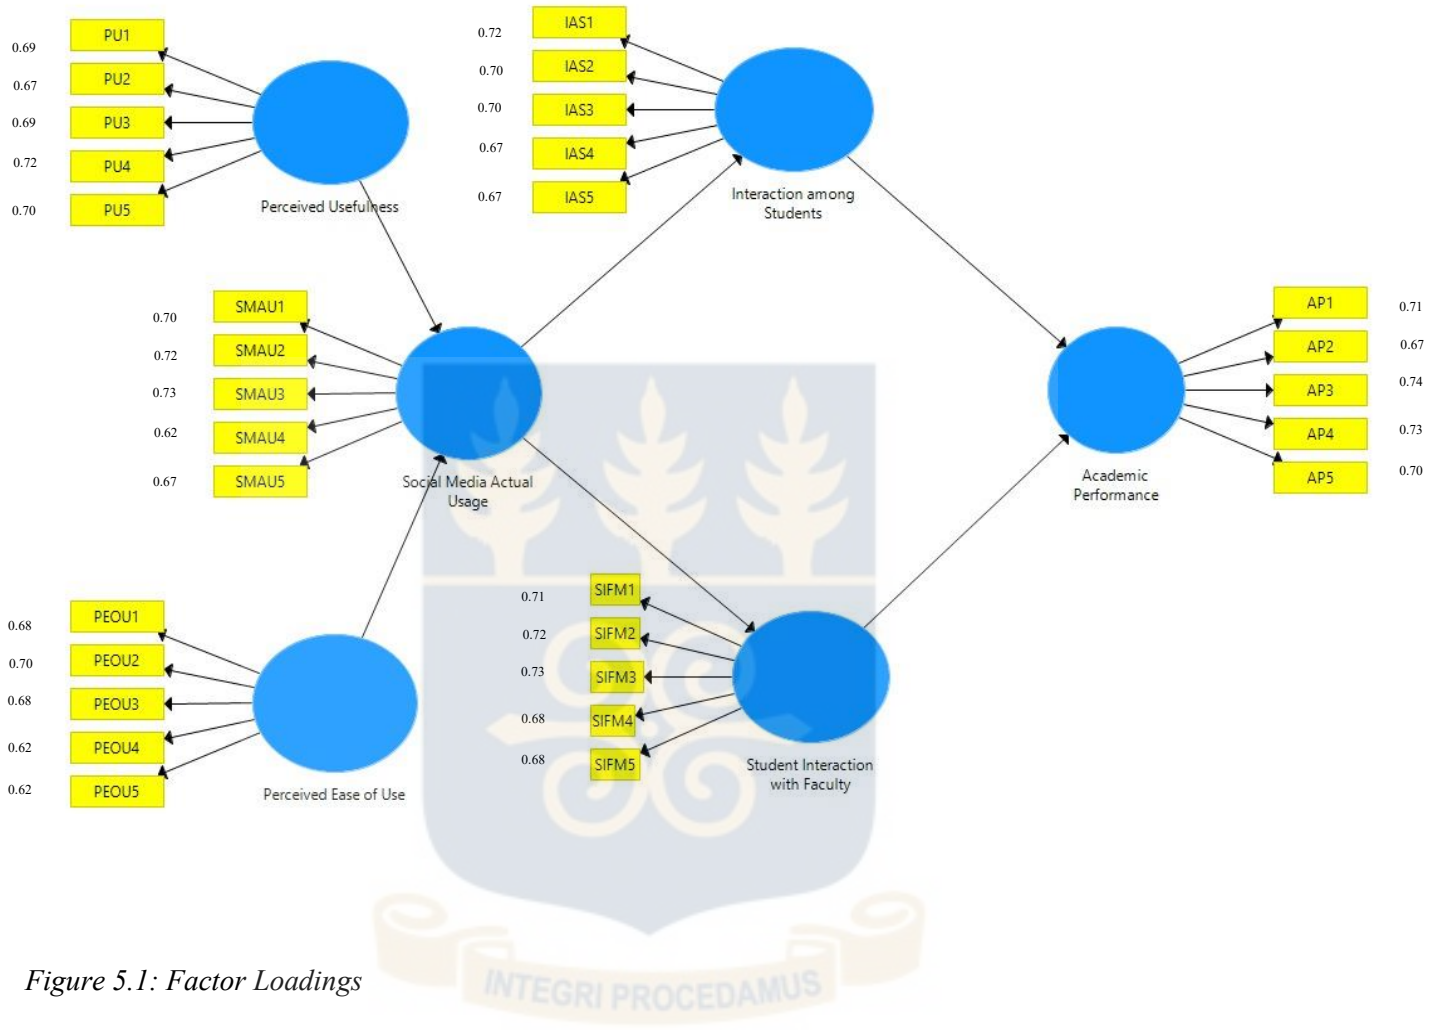 0.69 PU1
0.67 PU2
0.69 PU3
0.72 PU4
0.70 PU5
Perceived Usefulness
0.72 IAS1
0.70 IAS2
0.70 IAS3
0.67 IAS4
0.67 IAS5
Interaction among
Students
0.70 SMAU1
0.72 SMAU2
0.73 SMAU3
0.62 SMAU4
0.67 SMAU5
Social Media Actual
Usage
AP1 0.71
AP2 0.67
AP3 0.74
AP4 0.73
AP5 0.70
Academic
Performance
0.68 PEOU1
0.70 PEOU2
0.68 PEOU3
0.62 PEOU4
0.62 PEOU5
Perceived Ease of Use
0.71 SIFM1
0.72 SIFM2
0.73 SIFM3
0.68 SIFM4
0.68 SIFM5
Student Interaction
with Faculty
Figure 5.1: Factor Loadings
INTEGRI PROCEDAMUS